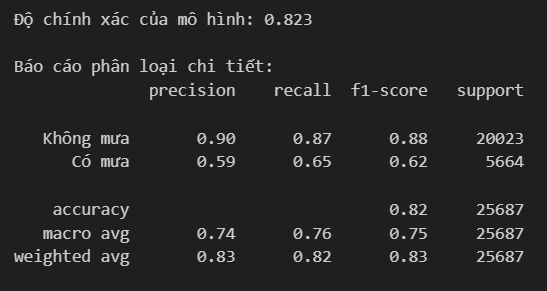 Độ chính xác của mô hình: 0.823
Báo cáo phân loại chi tiết:
precision recall f1-score support
Không mưa 0.90 0.87 0.88 20023
Có mưa 0.59 0.65 0.62 5664
accuracy 0.82 25687
macro avg 0.74 0.76 0.75 25687
weighted avg 0.83 0.82 0.83 25687